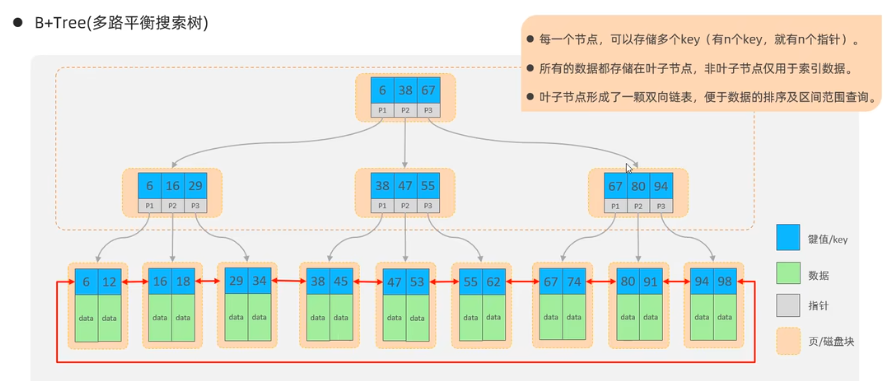 ● B+Tree(多路平衡搜索树)
● 每一个节点，可以存储多个key（有n个key，就有n个指针）。
● 所有的数据都存储在叶子节点，非叶子节点仅用于索引数据。
● 叶子节点形成了一颗双向链表，便于数据的排序及区间范围查询。
6 38 67
P1 P2 P3
6 16 29 38 47 55 67 80 94
P1 P2 P3 P1 P2 P3 P1 P2 P3
键值/key
6 12 16 18 29 34 38 45 47 53 55 62 67 74 80 91 94 98
数据
指针
data data data data data data data data data data data data data data data data data data
页/磁盘块